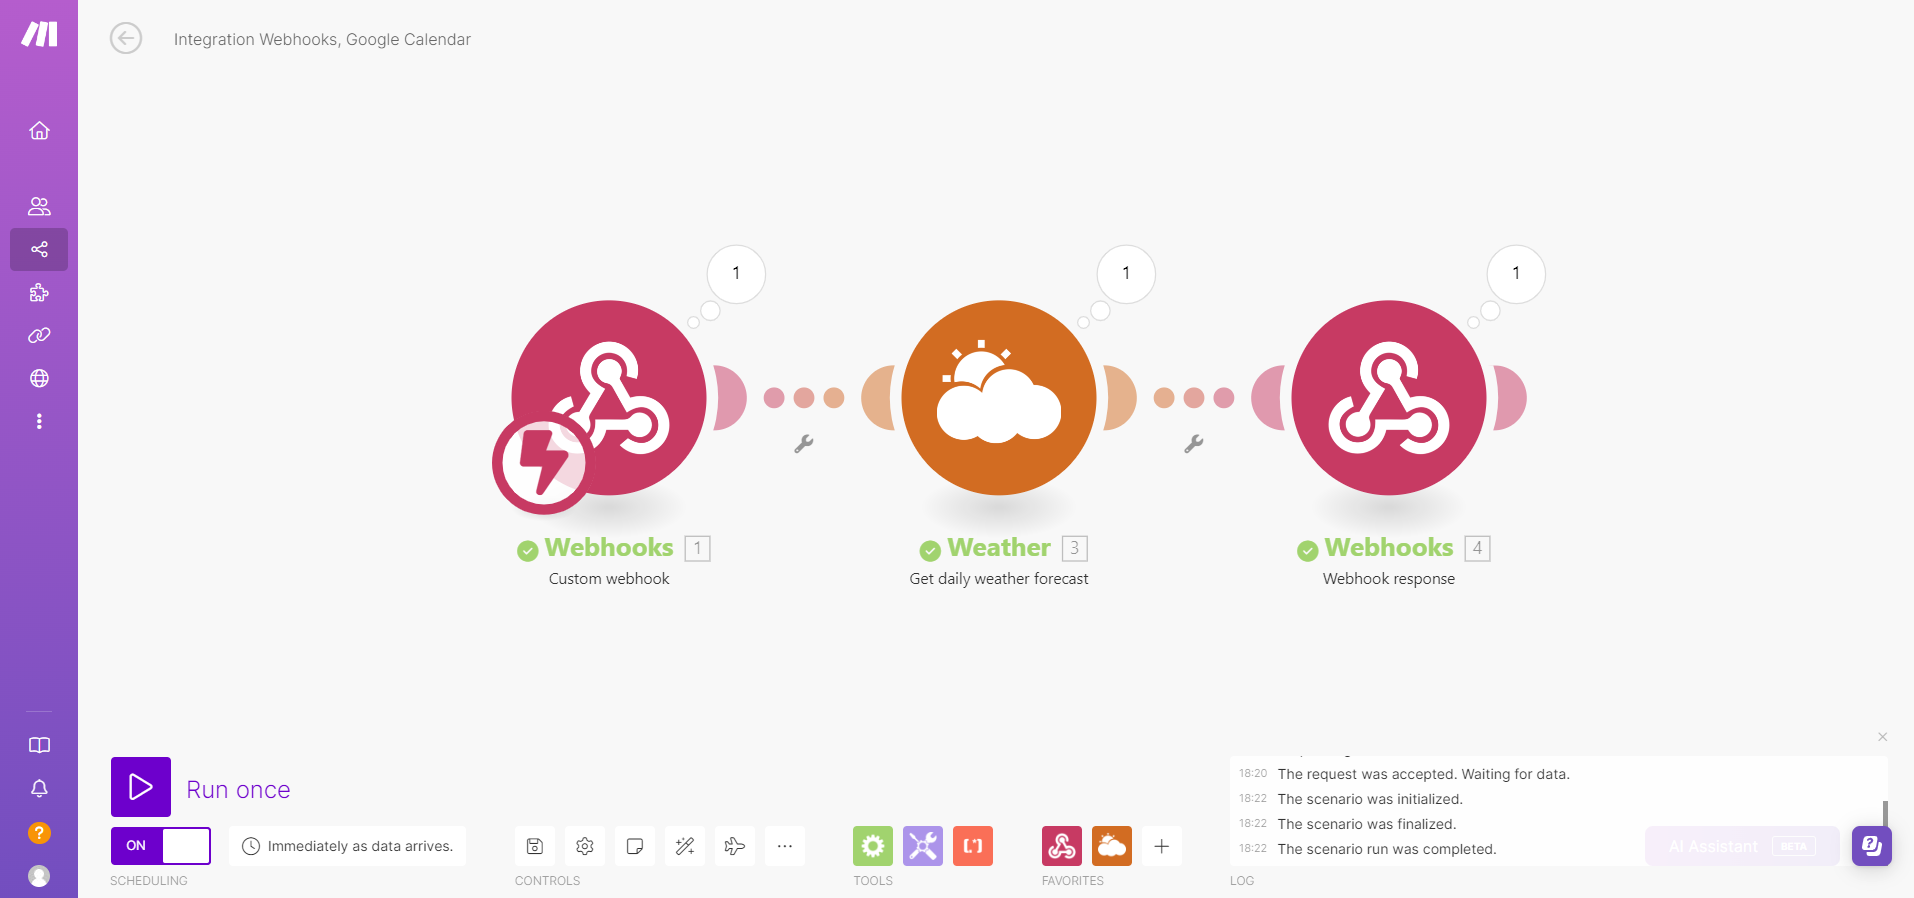 Integration Webhooks, Google Calendar
1
1
1
Webhooks 1
Custom webhook
Weather 3
Get daily weather forecast
Webhooks 4
Webhook response
Run once
ON
Immediately as data arrives.
SCHEDULING
CONTROLS
TOOLS
FAVORITES
18:20 The request was accepted. Waiting for data.
18:22 The scenario was initialized.
18:22 The scenario was finalized.
18:22 The scenario run was completed.
AI Assistant BETA
LOG